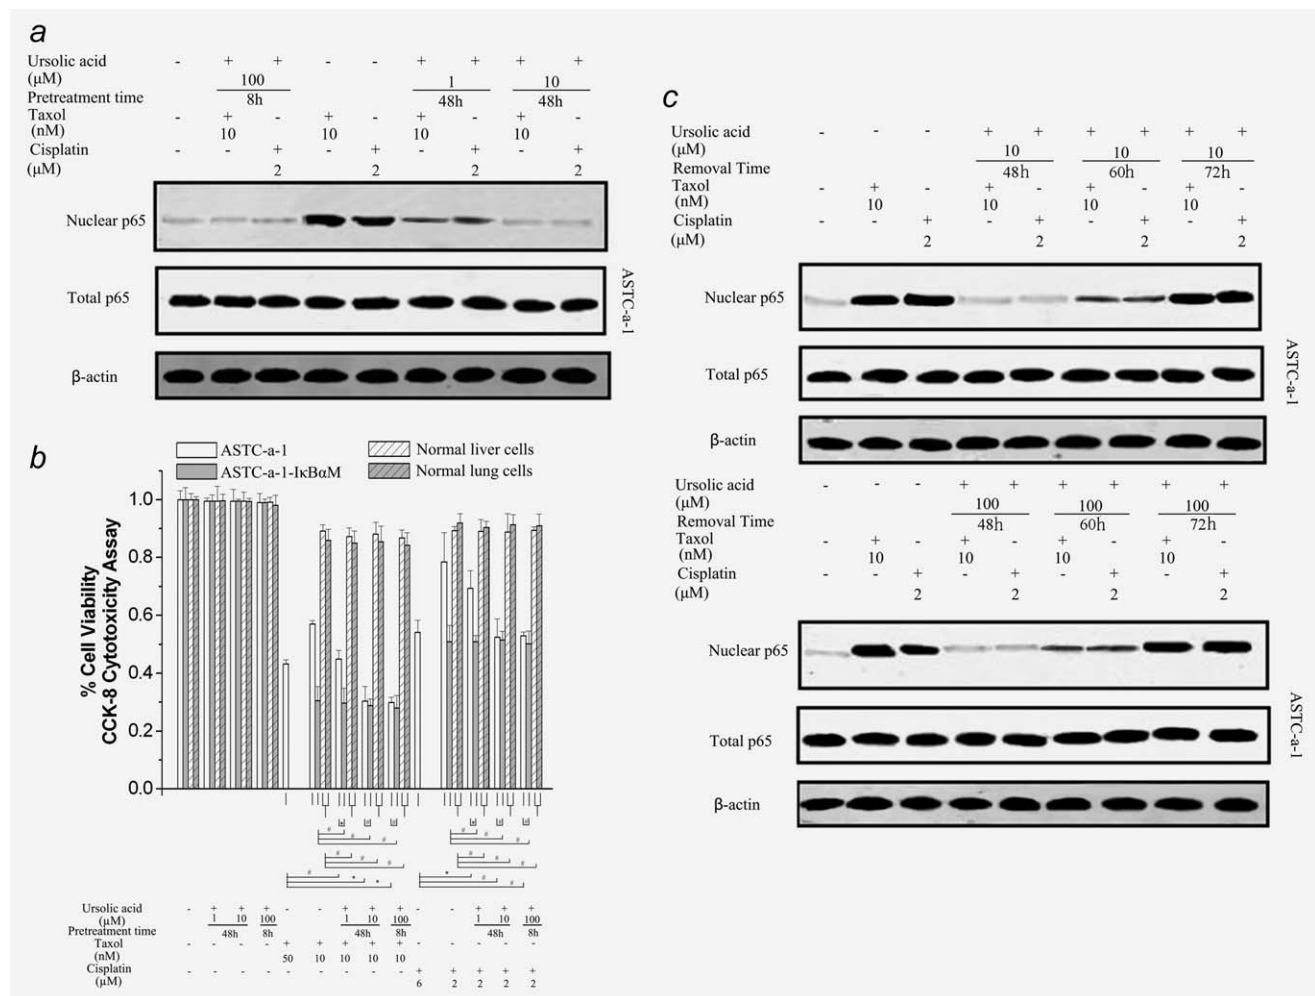 a
Ursolic acid - + + - - + + + +
(μM) 100 1 10
Pretreatment time 8h 48h 48h
Taxol - + - + - + - + -
(nM) 10 10 10 10
Cisplatin - - + - + - + - +
(μM) 2 2 2 2
Nuclear p65
Total p65
β-actin
ASTC-a-1
b
ASTC-a-1 Normal liver cells
ASTC-a-1-IκBαM Normal lung cells
% Cell Viability
CCK-8 Cytotoxicity Assay
1.0
0.8
0.6
0.4
0.2
0.0
# # #
# # #
# * *
* # #
Ursolic acid - + + + - - + + + - - + + +
(μM) 1 10 100 1 10 100 1 10 100
Pretreatment time 48h 8h 48h 8h 48h 8h
Taxol - - - - + + + + + - - - - -
(nM) 50 10 10 10 10
Cisplatin - - - - - - - - - + + + + +
(μM) 6 2 2 2 2
c
Ursolic acid - - - + + + + + +
(μM) 10 10 10
Removal Time 48h 60h 72h
Taxol - + - + - + - + -
(nM) 10 10 10 10
Cisplatin - - + - + - + - +
(μM) 2 2 2 2
Nuclear p65
Total p65
β-actin
ASTC-a-1
Ursolic acid - - - + + + + + +
(μM) 100 100 100
Removal Time 48h 60h 72h
Taxol - + - + - + - + -
(nM) 10 10 10 10
Cisplatin - - + - + - + - +
(μM) 2 2 2 2
Nuclear p65
Total p65
β-actin
ASTC-a-1